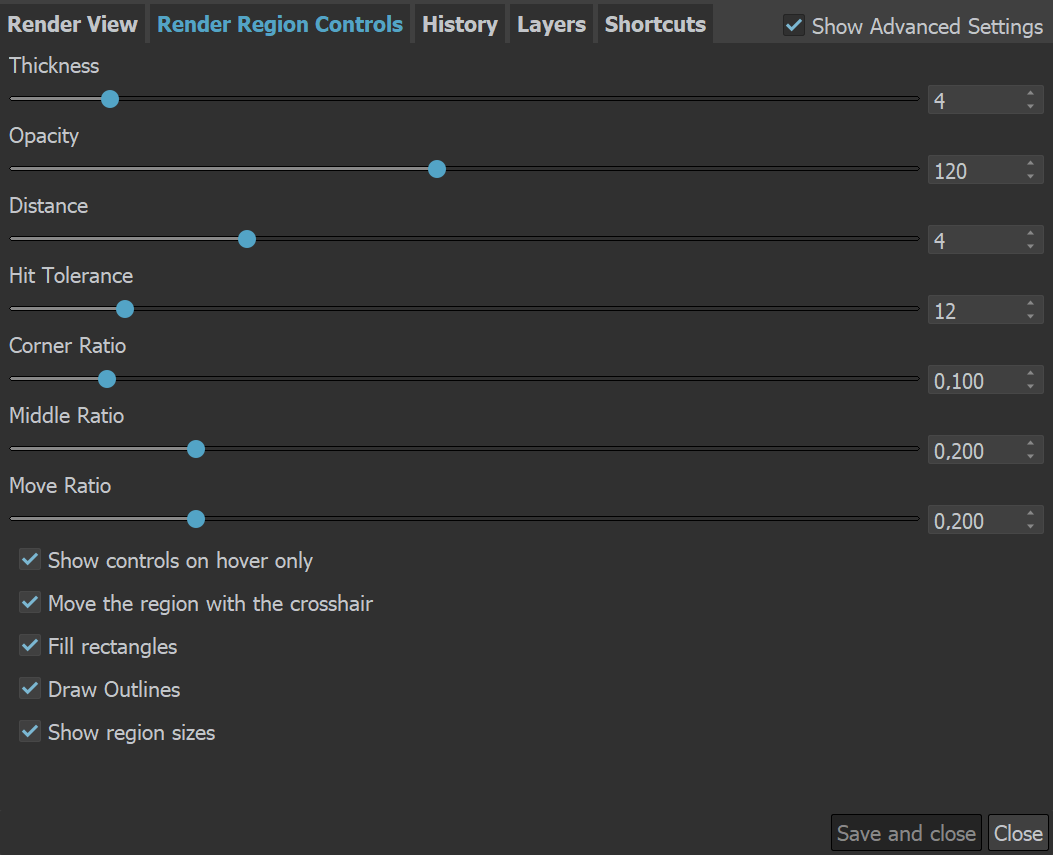 Render View Render Region Controls History Layers Shortcuts Show Advanced Settings
Thickness
4
Opacity
120
Distance
4
Hit Tolerance
12
Corner Ratio
0,100
Middle Ratio
0,200
Move Ratio
0,200
Show controls on hover only
Move the region with the crosshair
Fill rectangles
Draw Outlines
Show region sizes
Save and close Close